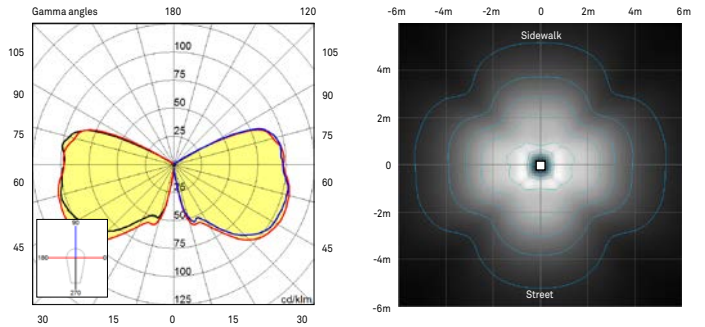 Gamma angles 180 120
105 105
90 90
75 75
60 60
45 45
30 15 0 15 30
100
75
50
25
25
50
75
100
125
cd/klm
90
180 0
270
-6m -4m -2m 0 2m 4m 6m
Sidewalk
4m
2m
0
-2m
-4m
-6m
Street